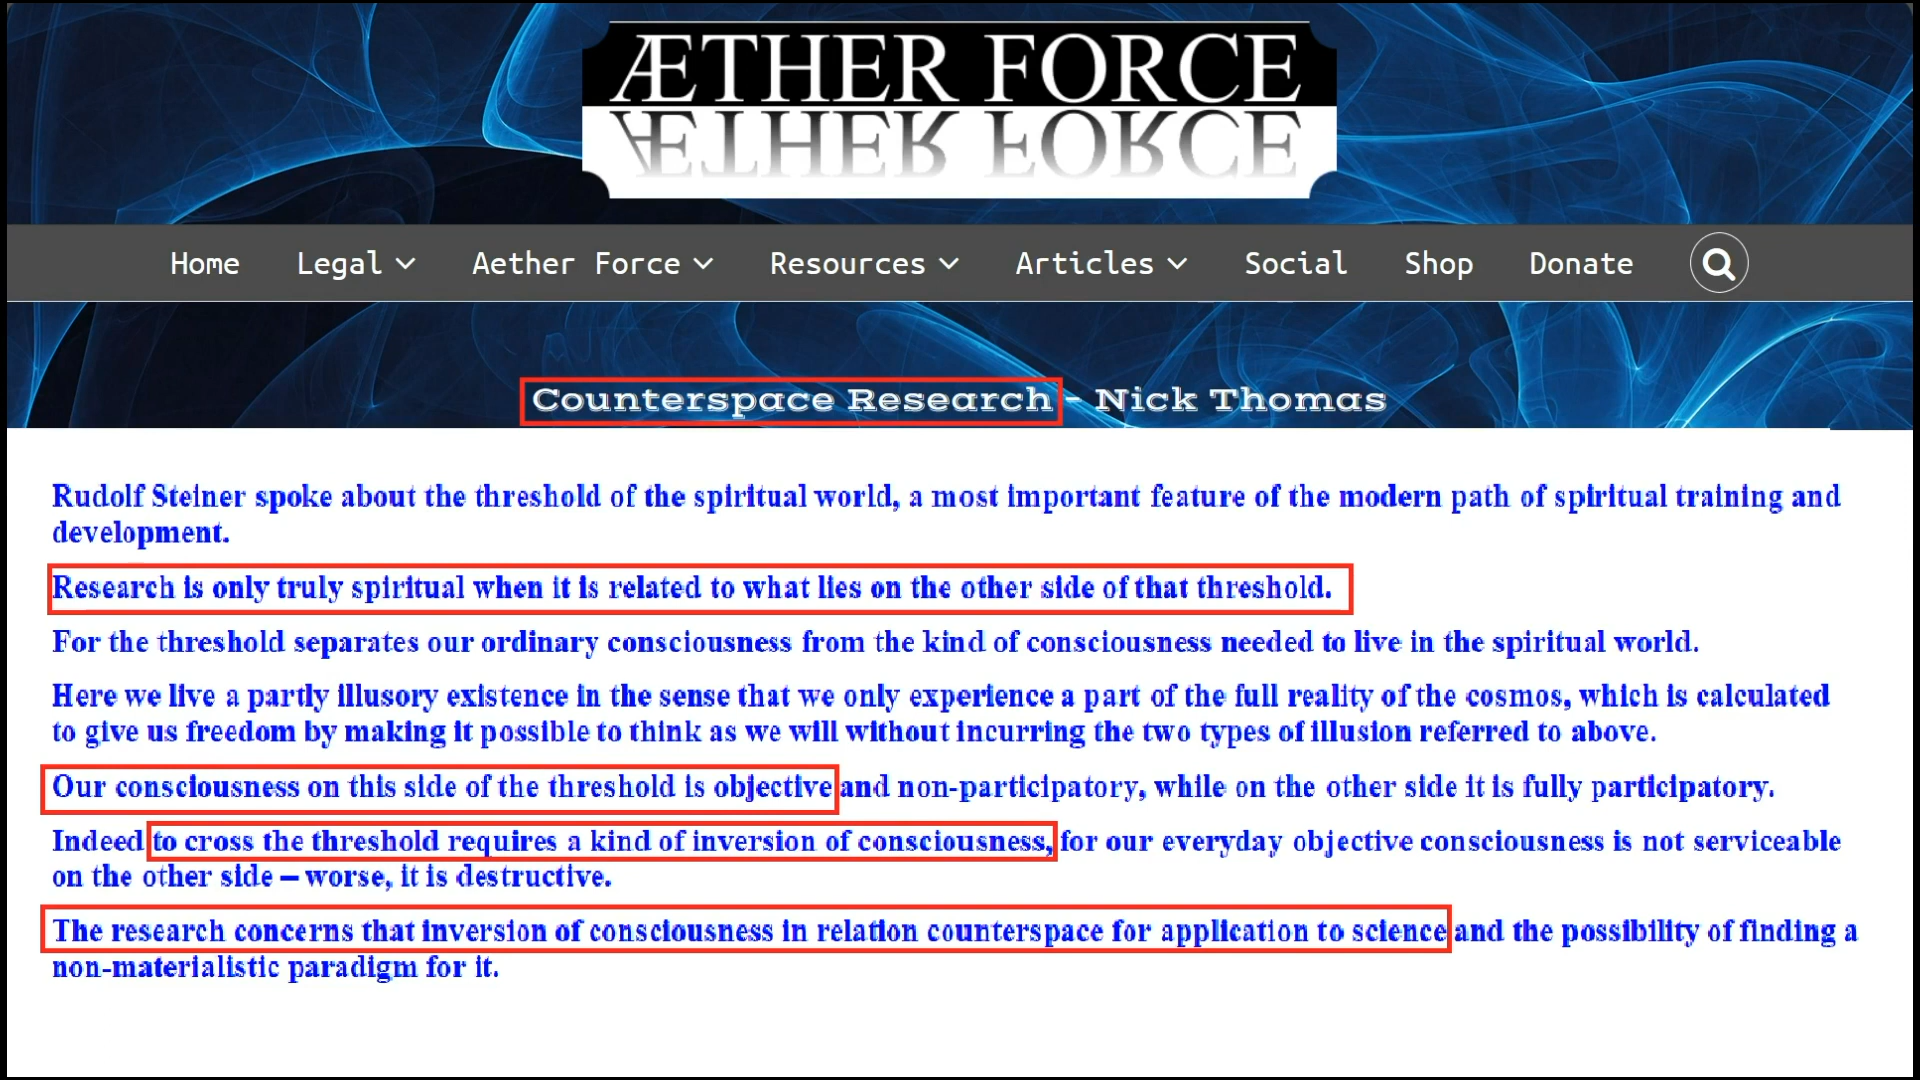 ÆTHER FORCE
ÆTHER FORCE
Home Legal Aether Force Resources Articles Social Shop Donate
Counterspace Research - Nick Thomas
Rudolf Steiner spoke about the threshold of the spiritual world, a most important feature of the modern path of spiritual training and
development.
Research is only truly spiritual when it is related to what lies on the other side of that threshold.
For the threshold separates our ordinary consciousness from the kind of consciousness needed to live in the spiritual world.
Here we live a partly illusory existence in the sense that we only experience a part of the full reality of the cosmos, which is calculated
to give us freedom by making it possible to think as we will without incurring the two types of illusion referred to above.
Our consciousness on this side of the threshold is objective and non-participatory, while on the other side it is fully participatory.
Indeed to cross the threshold requires a kind of inversion of consciousness, for our everyday objective consciousness is not serviceable
on the other side – worse, it is destructive.
The research concerns that inversion of consciousness in relation counterspace for application to science and the possibility of finding a
non-materialistic paradigm for it.